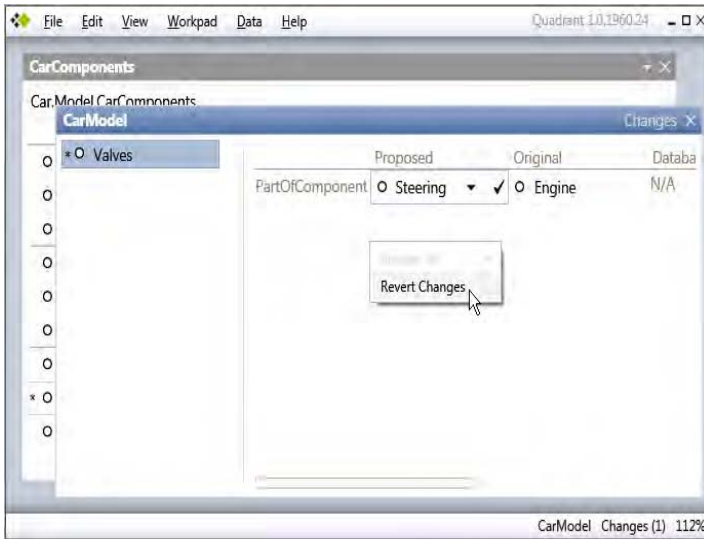 File Edit View Workpad Data Help Quadrant 1.0.1960.24
CarComponents
Car.Model.CarComponents
CarModel Changes
* Valves
Proposed Original Databa
PartOfComponent Steering Engine N/A
Revert Changes
*
CarModel Changes (1) 112%